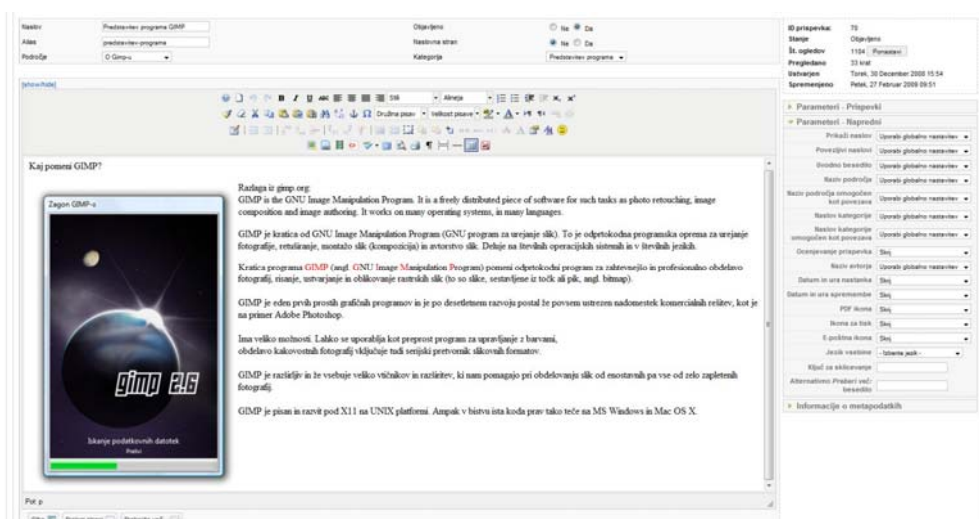 Naslov
Predstavitev programa GIMP
Objavljeno
Ne Da
Alias
predstavitev-programa
Naslovna stran
Ne Da
Področje
O Gimp-u
Kategorija
Predstavitev programa
[show/hide]
B I U ABC
Stili
Alineja
Družina pisav
Velikost pisave
Kaj pomeni GIMP?
Zagon GIMP-a
gimp 2.6
Iskanje podatkovnih datotek
Prelivi
Razlaga iz gimp.org:
GIMP is the GNU Image Manipulation Program. It is a freely distributed piece of software for such tasks as photo retouching, image
composition and image authoring. It works on many operating systems, in many languages.
GIMP je kratica od GNU Image Manipulation Program (GNU program za urejanje slik). To je odprtokodna programska oprema za urejanje
fotografije, retuširanje, montažo slik (kompozicija) in avtorstvo slik. Deluje na številnih operacijskih sistemih in v številnih jezikih.
Kratica programa GIMP (angl. GNU Image Manipulation Program) pomeni odprtokodni program za zahtevnejšo in profesionalno obdelavo
fotografij, risanje, ustvarjanje in oblikovanje rastrskih slik (to so slike, sestavljene iz točk ali pik, angl. bitmap).
GIMP je eden prvih prostih grafičnih programov in je po desetletnem razvoju postal že povsem ustrezen nadomestek komercialnih rešitev, kot je
na primer Adobe Photoshop.
Ima veliko možnosti. Lahko se uporablja kot preprost program za upravljanje z barvami,
obdelavo kakovostnih fotografij vključuje tudi serijski pretvornik slikovnih formatov.
GIMP je razširljiv in že vsebuje veliko vtičnikov in razširitev, ki nam pomagajo pri obdelovanju slik od enostavnih pa vse od zelo zapletenih
fotografij.
GIMP je pisan in razvit pod X11 na UNIX platformi. Ampak v bistvu ista koda prav tako teče na MS Windows in Mac OS X.
Pot: p
ID prispevka: 70
Stanje Objavljeno
Št. ogledov 1104 Ponastavi
Pregledano 33 krat
Ustvarjen Torek, 30 December 2008 15:54
Spremenjeno Petek, 27 Februar 2009 09:51
Parametri - Prispevki
Parametri - Napredni
Prikaži naslov Uporabi globalno nastavitev
Povezljivi naslovi Uporabi globalno nastavitev
Uvodno besedilo Uporabi globalno nastavitev
Naziv področja Uporabi globalno nastavitev
Naziv področja omogočen
kot povezava Uporabi globalno nastavitev
Naslov kategorije Uporabi globalno nastavitev
Naslov kategorije
omogočen kot povezava Uporabi globalno nastavitev
Ocenjevanje prispevka Skrij
Naziv avtorja Uporabi globalno nastavitev
Datum in ura nastanka Skrij
Datum in ura spremembe Skrij
PDF ikona Skrij
Ikona za tisk Skrij
E-poštna ikona Skrij
Jezik vsebine - Izberite jezik -
Ključ za sklicevanje
Alternativno Preberi več:
besedilo
Informacije o metapodatkih